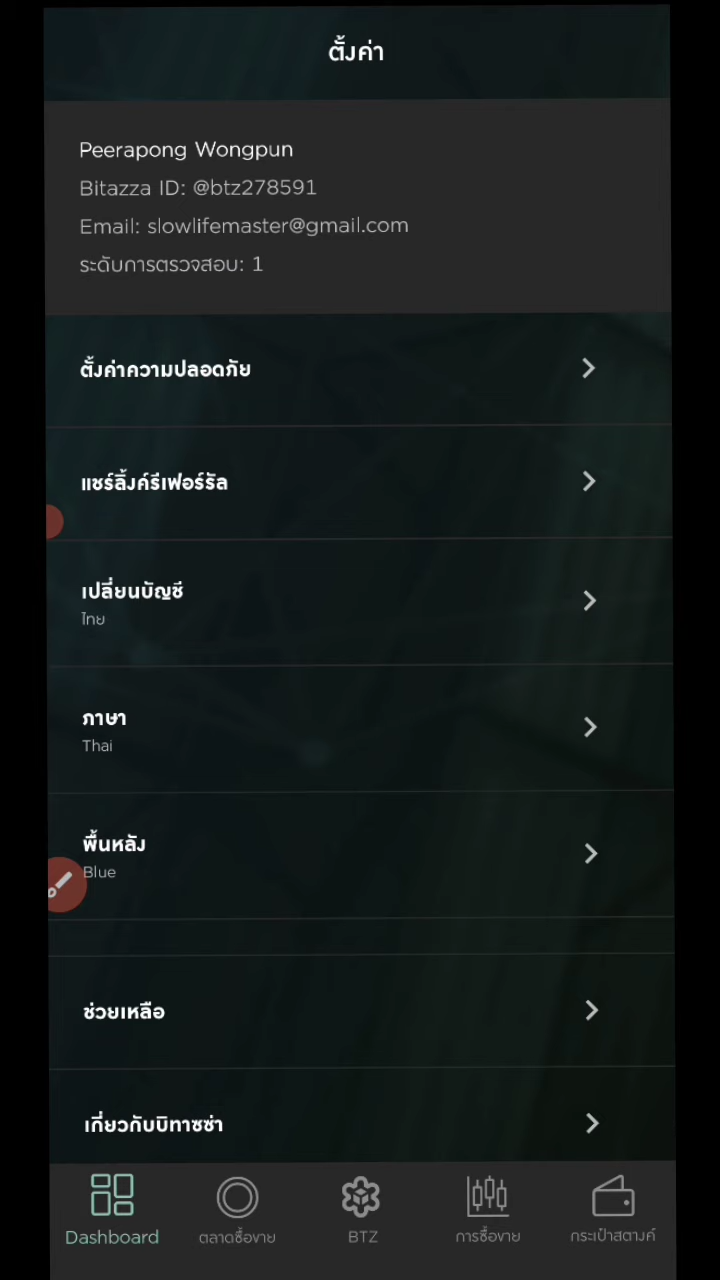 ตั้งค่า
Peerapong Wongpun
Bitazza ID: @btz278591
Email: slowlifemaster@gmail.com
ระดับการตรวจสอบ: 1
ตั้งค่าความปลอดภัย
แชร์ลิ้งค์รีเฟอร์รัล
เปลี่ยนบัญชี
ไทย
ภาษา
Thai
พื้นหลัง
Blue
ช่วยเหลือ
เกี่ยวกับบิทาซซ่า
Dashboard
ตลาดซื้อขาย
BTZ
การซื้อขาย
กระเป๋าสตางค์